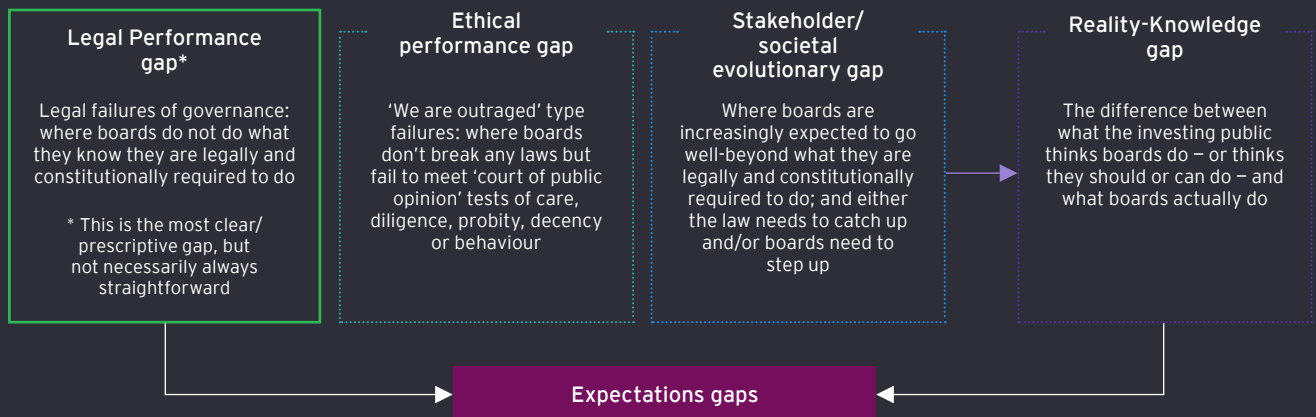 Legal Performance
gap*
Legal failures of governance:
where boards do not do what
they know they are legally and
constitutionally required to do
* This is the most clear/
prescriptive gap, but
not necessarily always
straightforward
Ethical
performance gap
‘We are outraged’ type
failures: where boards
don’t break any laws but
fail to meet ‘court of public
opinion’ tests of care,
diligence, probity, decency
or behaviour
Stakeholder/
societal
evolutionary gap
Where boards are
increasingly expected to go
well-beyond what they are
legally and constitutionally
required to do; and either
the law needs to catch up
and/or boards need to
step up
Reality-Knowledge
gap
The difference between
what the investing public
thinks boards do – or thinks
they should or can do – and
what boards actually do
Expectations gaps